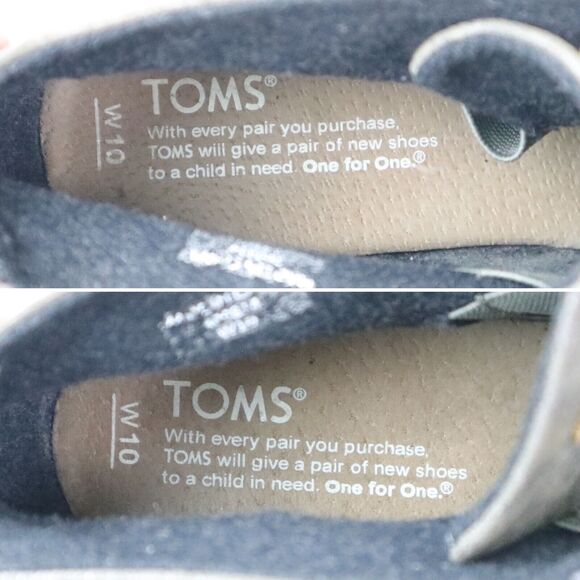 TOMS®
W10
With every pair you purchase,
TOMS will give a pair of new shoes
to a child in need. One for One.®
TOMS®
W10
With every pair you purchase,
TOMS will give a pair of new shoes
to a child in need. One for One.®